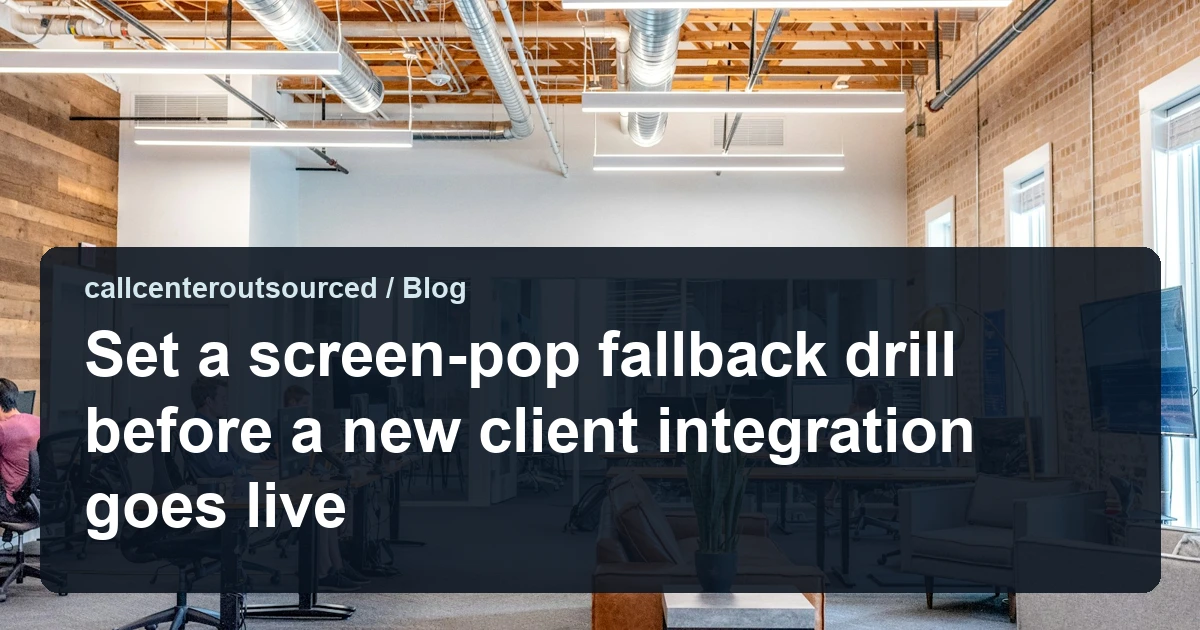 callcenteroutsourced / Blog
Set a screen-pop fallback drill
before a new client integration
goes live